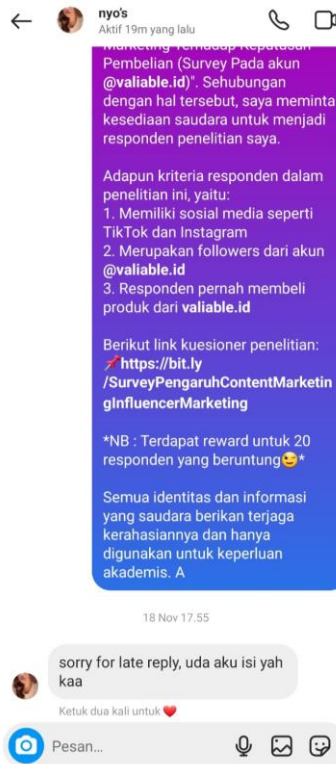 nyo's
Aktif 19m yang lalu
Marketing Terhadap Keputusan
Pembelian (Survey Pada akun
@valiable.id)". Sehubungan
dengan hal tersebut, saya meminta
kesediaan saudara untuk menjadi
responden penelitian saya.
Adapun kriteria responden dalam
penelitian ini, yaitu:
1. Memiliki sosial media seperti
TikTok dan Instagram
2. Merupakan followers dari akun
@valiable.id
3. Responden pernah membeli
produk dari valiable.id
Berikut link kuesioner penelitian:
📌https://bit.ly
/SurveyPengaruhContentMarketin
gInfluencerMarketing
*NB : Terdapat reward untuk 20
responden yang beruntung😉*
Semua identitas dan informasi
yang saudara berikan terjaga
kerahasiannya dan hanya
digunakan untuk keperluan
akademis. A
18 Nov 17.55
sorry for late reply, uda aku isi yah
kaa
Ketuk dua kali untuk ❤️
Pesan...